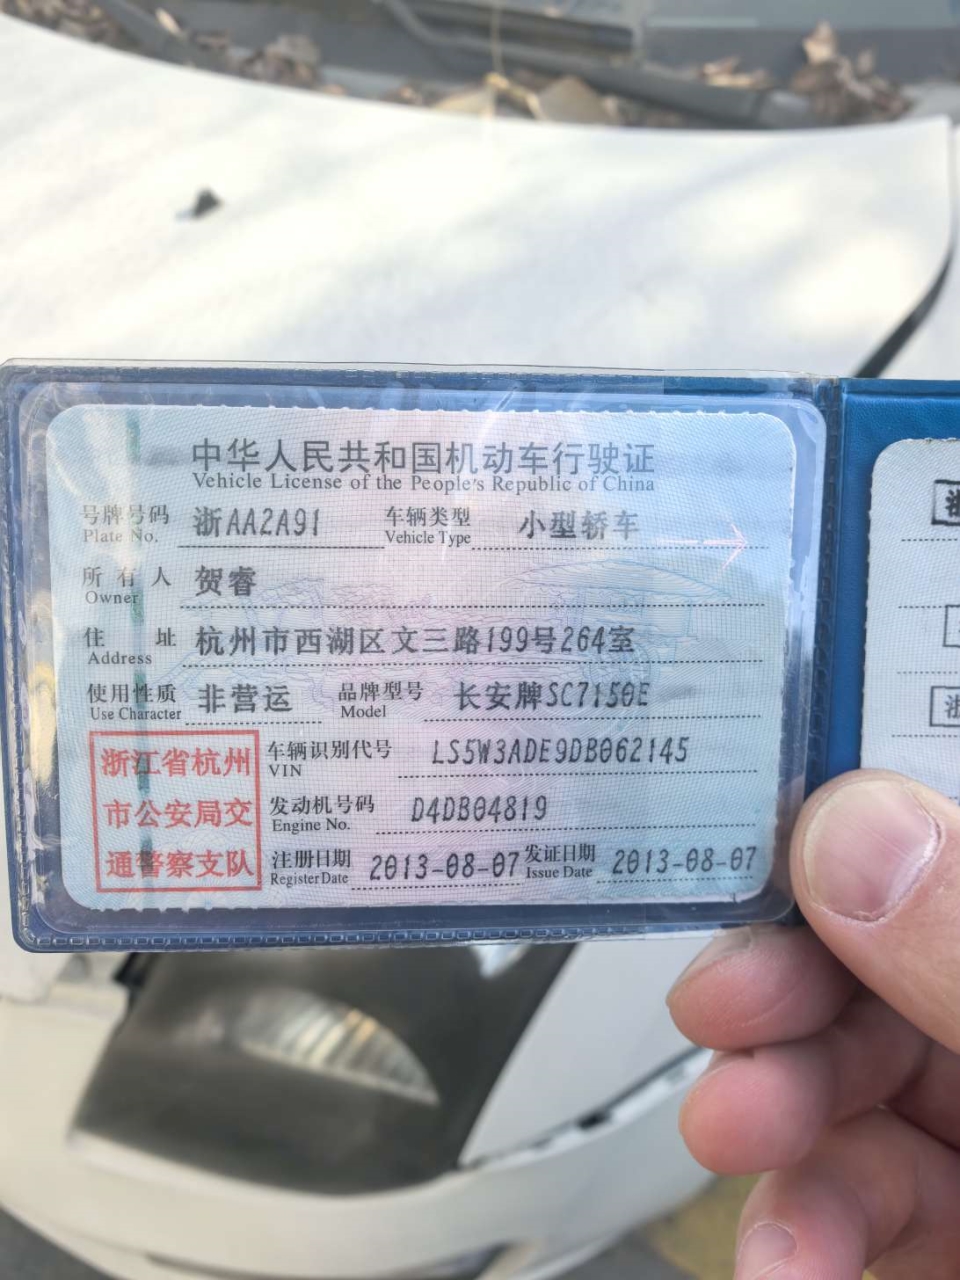 中华人民共和国机动车行驶证
Vehicle License of the People's Republic of China
号牌号码 浙AA2A91 车辆类型 小型轿车
Plate No. Vehicle Type
所有人 贺睿
Owner
住址 杭州市西湖区文三路199号264室
Address
使用性质 非营运 品牌型号 长安牌SC7150E
Use Character Model
浙江省杭州
市公安局交
通警察支队
车辆识别代号 LS5W3ADE9DB062145
VIN
发动机号码 D4DB04819
Engine No.
注册日期 2013-08-07 发证日期 2013-08-07
Register Date Issue Date